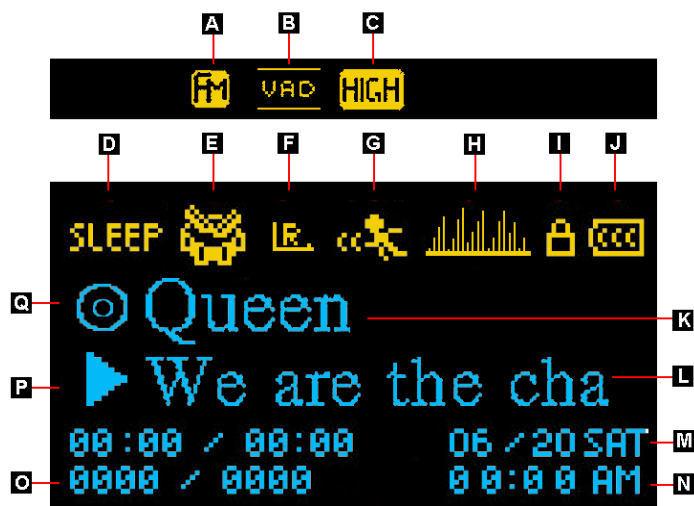 A B C
FM VAD HIGH
D E F G H I J
SLEEP LR
Q Queen K
P We are the cha L
00:00 / 00:00 06/20 SAT M
O 0000 / 0000 00:00 AM N